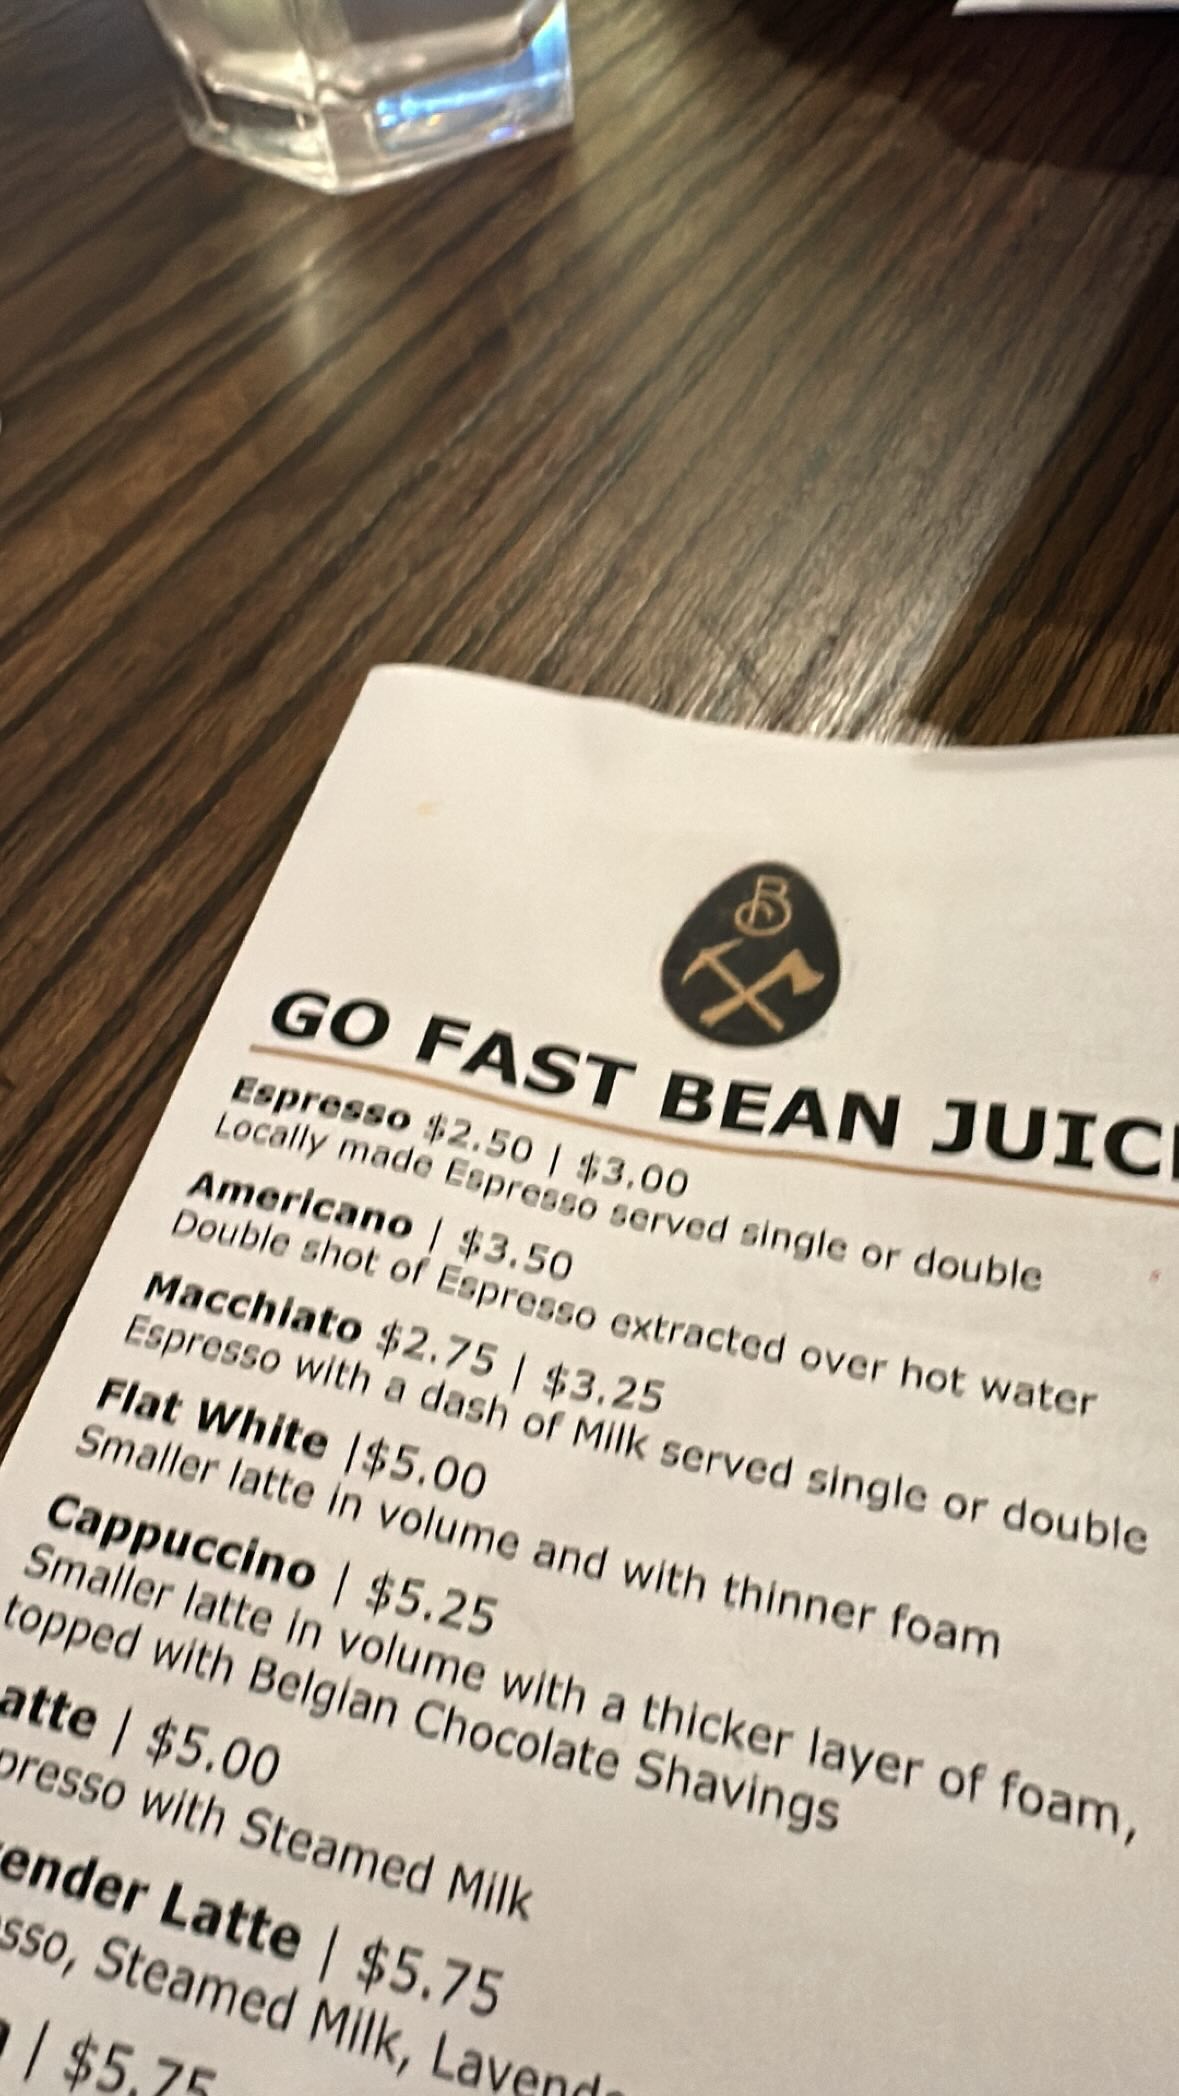 GO FAST BEAN JUIC
Espresso $2.50 | $3.00
Locally made Espresso served single or double
Americano | $3.50
Double shot of Espresso extracted over hot water
Macchiato $2.75 | $3.25
Espresso with a dash of Milk served single or double
Flat White |$5.00
Smaller latte in volume and with thinner foam
Cappuccino | $5.25
Smaller latte in volume with a thicker layer of foam,
topped with Belgian Chocolate Shavings
atte | $5.00
presso with Steamed Milk
ender Latte | $5.75
sso, Steamed Milk, Lavend
| $5.75